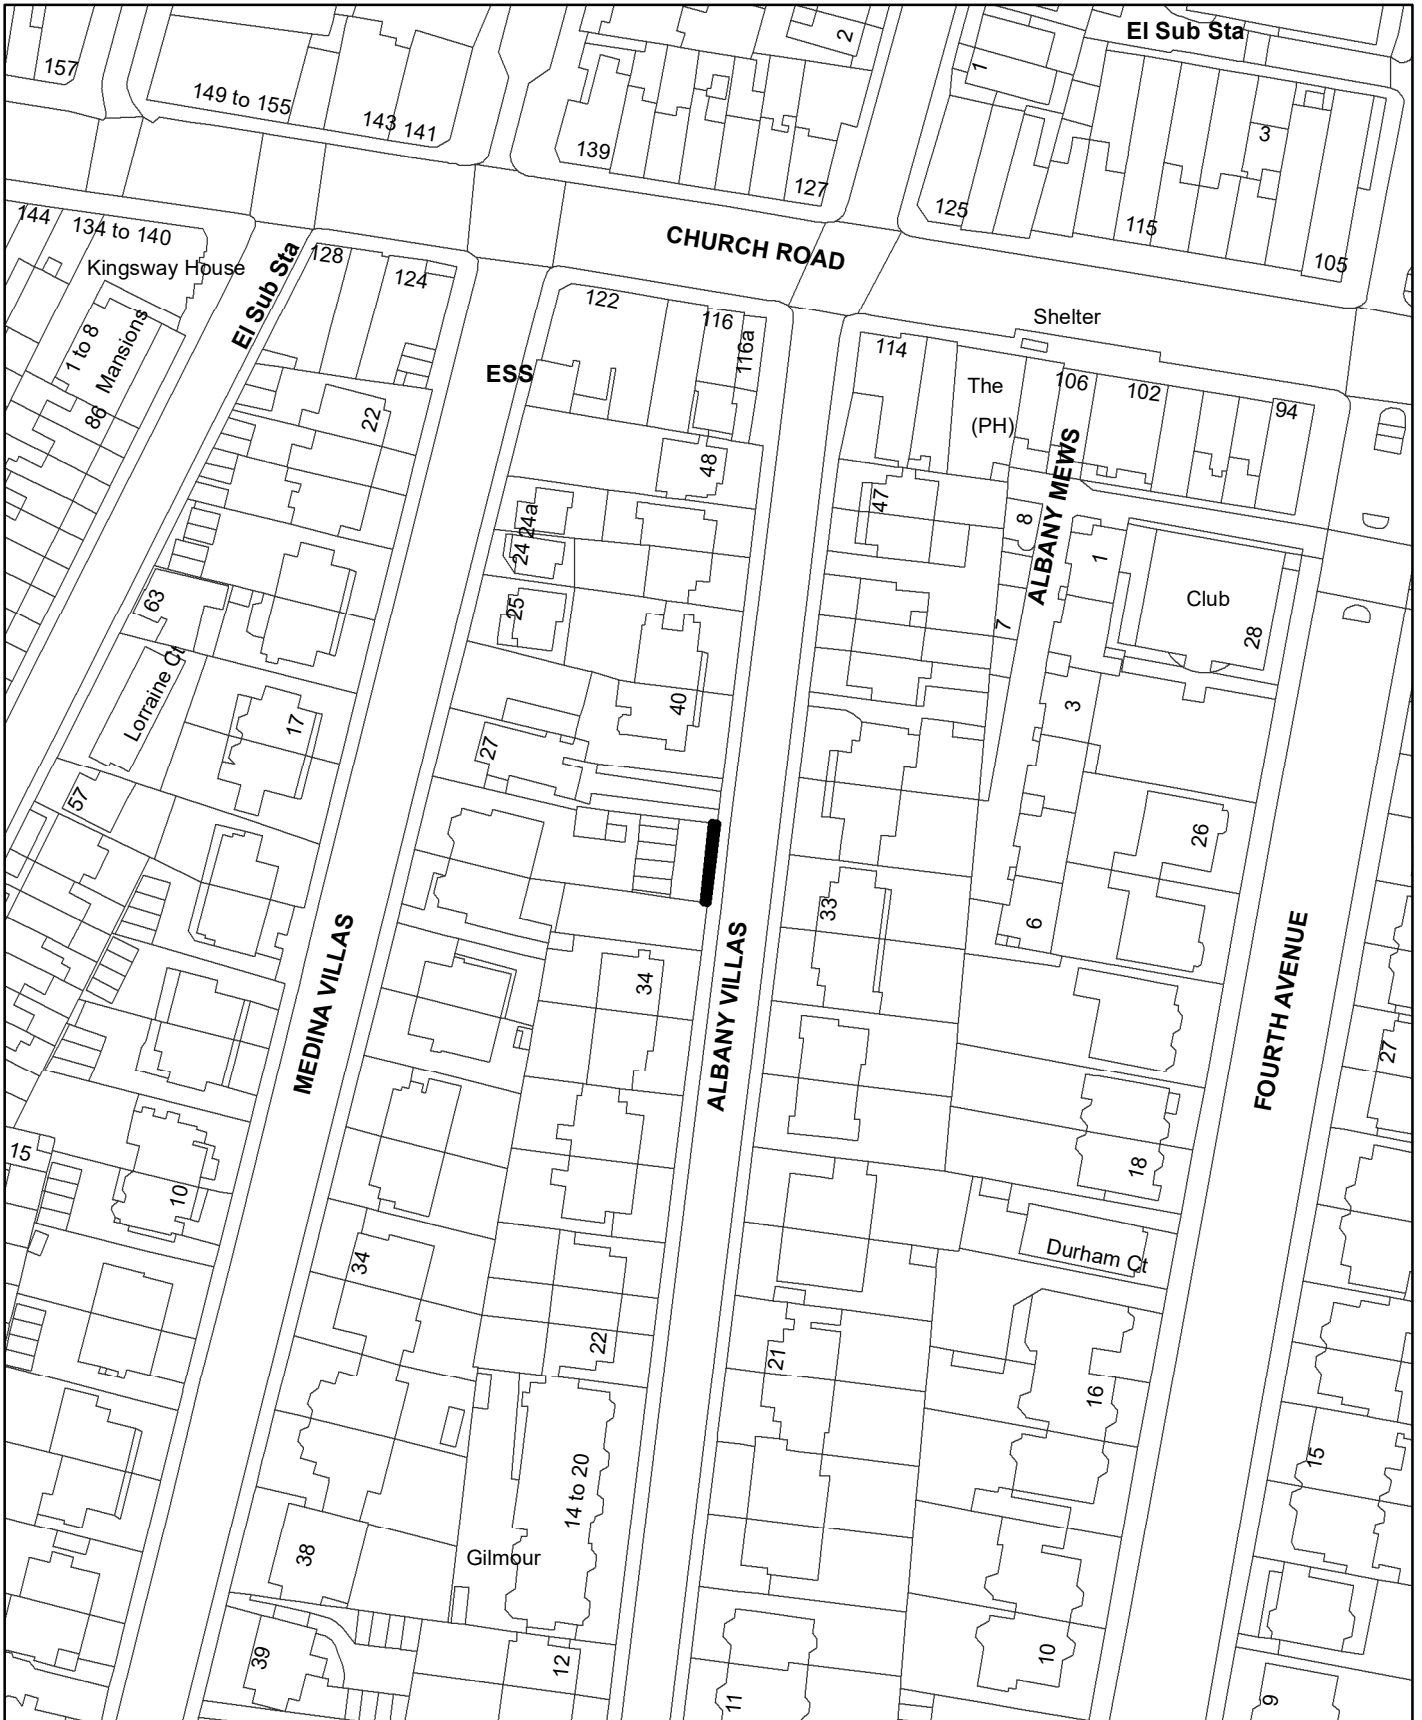 El Sub Sta
2
1
157
149 to 155
143
141
139
127
3
125
115
105
144
134 to 140
Kingsway House
El Sub Sta
128
124
CHURCH ROAD
122
116
116a
Shelter
114
The
(PH)
106
102
94
1 to 8
Mansions
86
22
ESS
48
47
ALBANY MEWS
8
1
24a
24
25
Club
28
7
63
Lorraine Ct
17
40
3
27
57
26
33
6
MEDINA VILLAS
34
ALBANY VILLAS
FOURTH AVENUE
27
15
10
18
34
Durham Ct
22
21
16
15
14 to 20
38
Gilmour
39
12
11
10
9